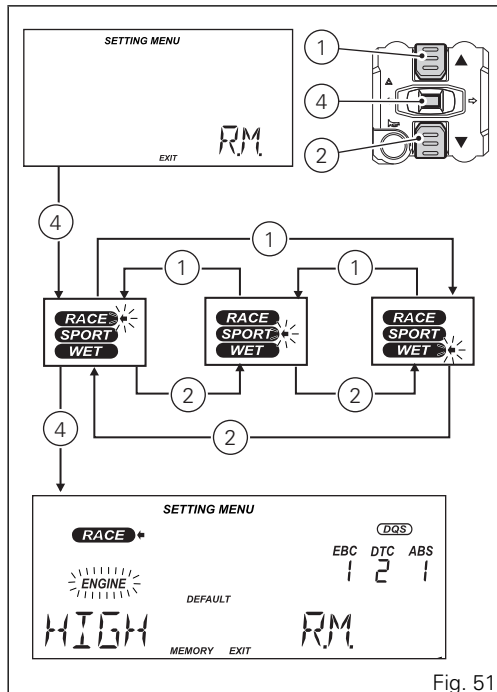 SETTING MENU
R.M.
EXIT
1
4
2
4
1
1
1
RACE
SPORT
WET
RACE
SPORT
WET
RACE
SPORT
WET
2
2
2
4
SETTING MENU
RACE
DQS
EBC DTC ABS
1 2 1
ENGINE
DEFAULT
HIGH
R.M.
MEMORY EXIT
Fig. 51